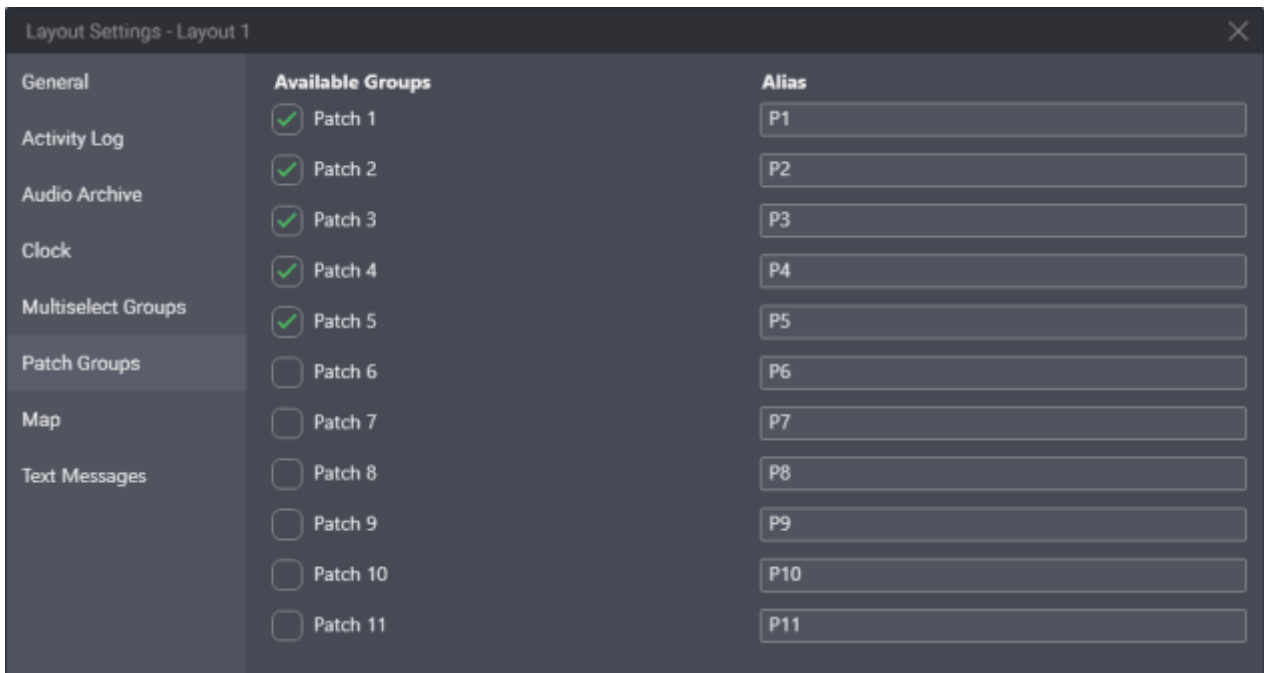 Layout Settings - Layout 1
General
Activity Log
Audio Archive
Clock
Multiselect Groups
Patch Groups
Map
Text Messages
Available Groups Alias
Patch 1 P1
Patch 2 P2
Patch 3 P3
Patch 4 P4
Patch 5 P5
Patch 6 P6
Patch 7 P7
Patch 8 P8
Patch 9 P9
Patch 10 P10
Patch 11 P11